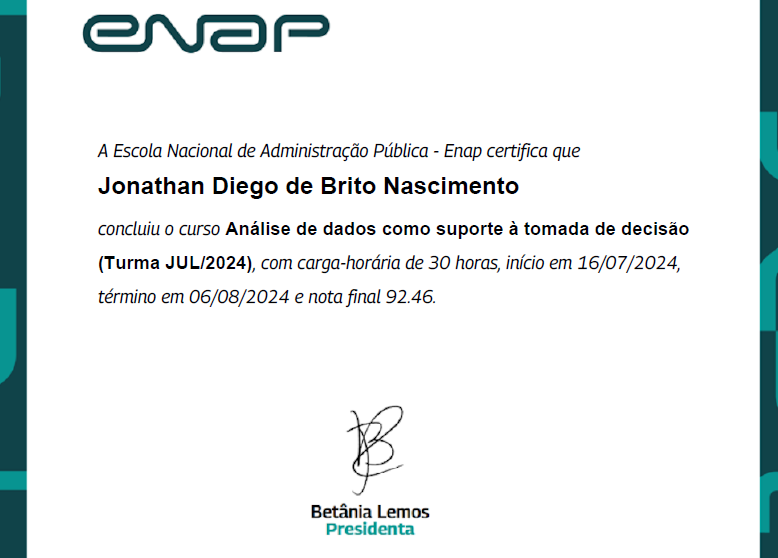 enap
A Escola Nacional de Administração Pública - Enap certifica que
Jonathan Diego de Brito Nascimento
concluiu o curso Análise de dados como suporte à tomada de decisão
(Turma JUL/2024), com carga-horária de 30 horas, início em 16/07/2024,
término em 06/08/2024 e nota final 92.46.
Betânia Lemos
Presidenta